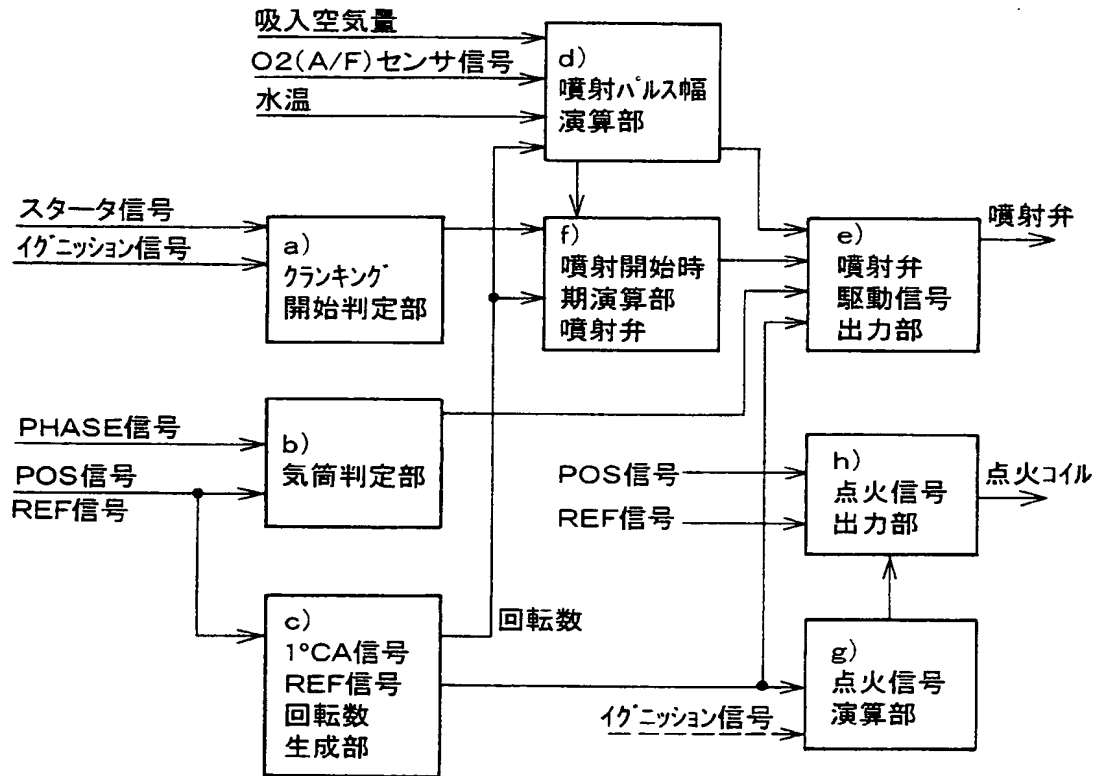 吸入空気量
O2(A/F)センサ信号
水温
d)
噴射パルス幅
演算部
スタータ信号
イグニッション信号
a)
クランキング
開始判定部
f)
噴射開始時
期演算部
噴射弁
e)
噴射弁
駆動信号
出力部
噴射弁
PHASE信号
POS信号
REF信号
b)
気筒判定部
POS信号
REF信号
h)
点火信号
出力部
点火コイル
c)
1°CA信号
REF信号
回転数
生成部
回転数
イグニッション信号
g)
点火信号
演算部